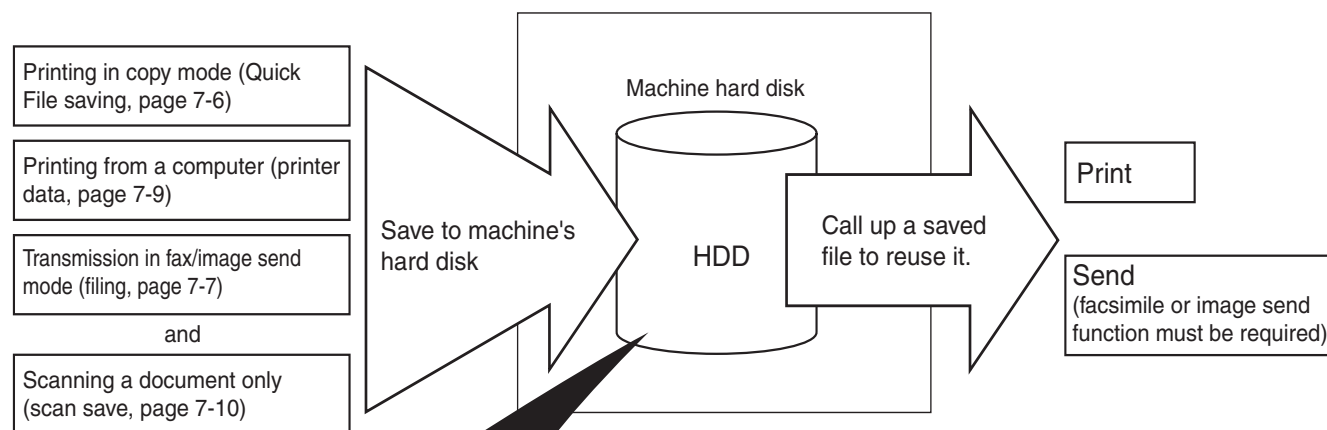 Printing in copy mode (Quick
File saving, page 7-6)
Printing from a computer (printer
data, page 7-9)
Transmission in fax/image send
mode (filing, page 7-7)
and
Scanning a document only
(scan save, page 7-10)
Save to machine's
hard disk
Machine hard disk
HDD
Call up a saved
file to reuse it.
Print
Send
(facsimile or image send
function must be required)